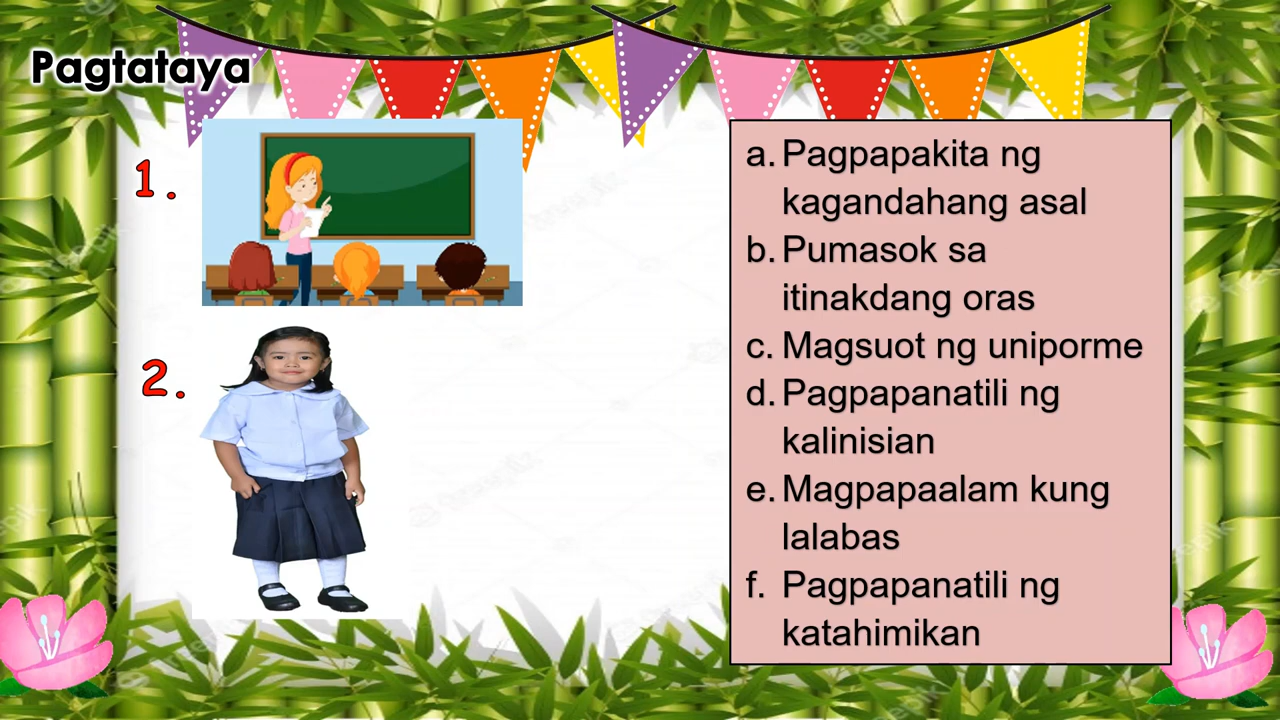 Pagtataya
1.
2.
a. Pagpapakita ng
kagandahang asal
b. Pumasok sa
itinakdang oras
c. Magsuot ng uniporme
d. Pagpapanatili ng
kalinisian
e. Magpapaalam kung
lalabas
f. Pagpapanatili ng
katahimikan